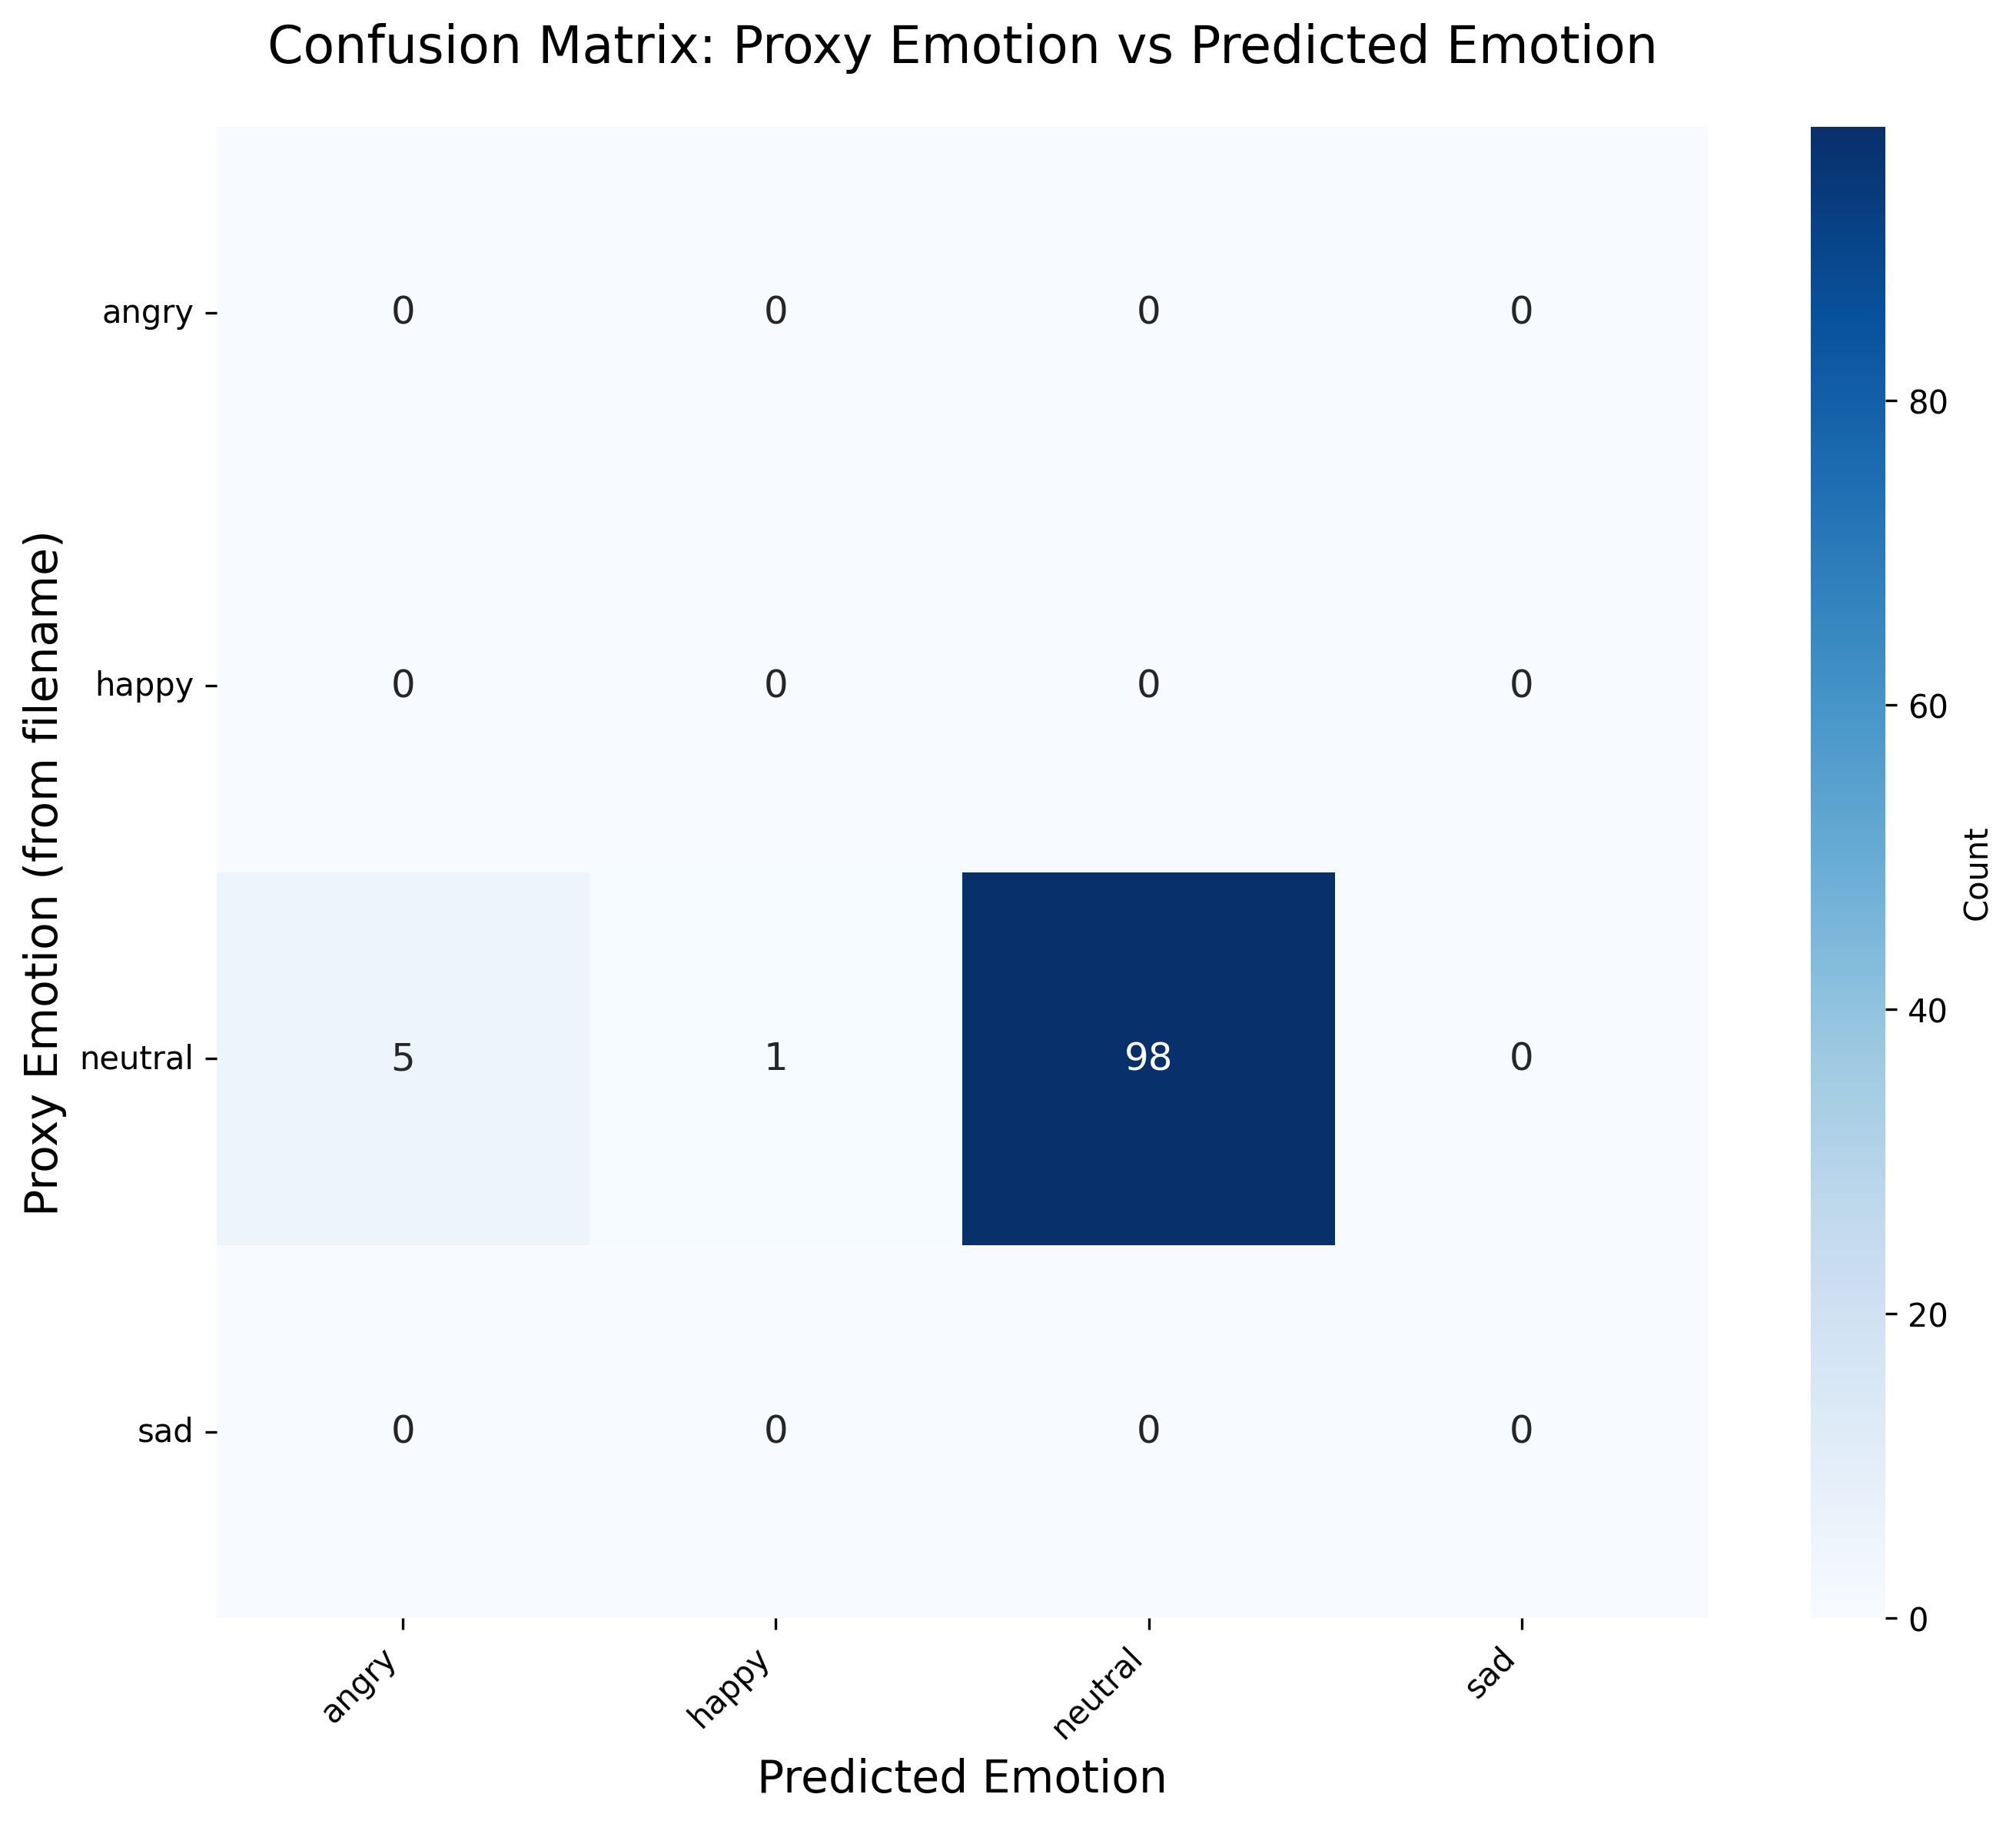 Confusion Matrix: Proxy Emotion vs Predicted Emotion
Proxy Emotion (from filename)
angry 0 0 0 0
happy 0 0 0 0
neutral 5 1 98 0
sad 0 0 0 0
angry happy neutral sad
Predicted Emotion
80
60
40
20
0
Count